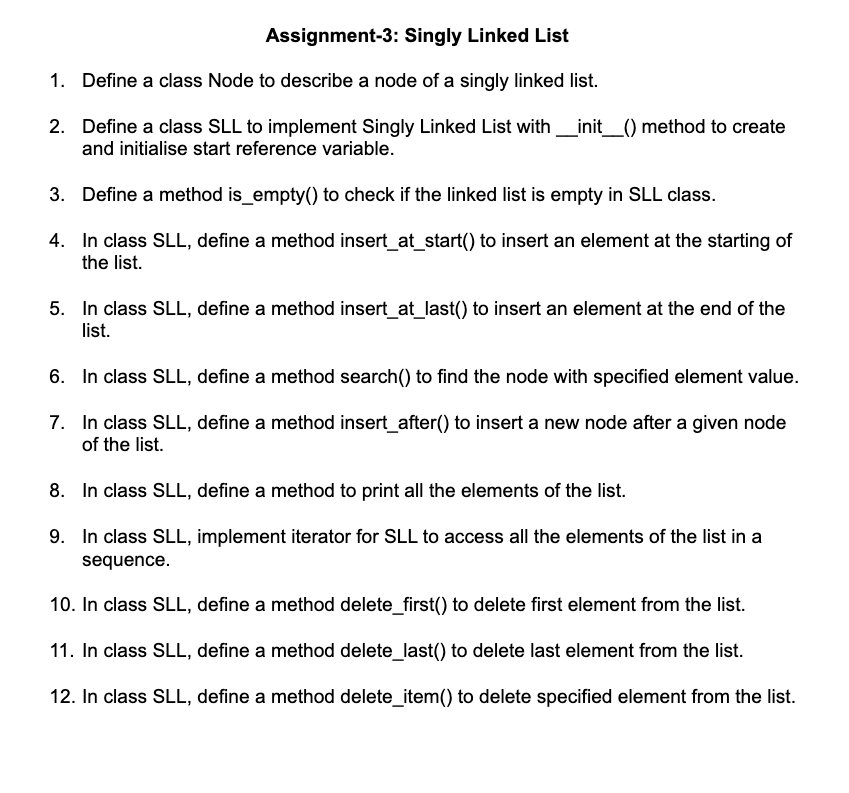 Assignment-3: Singly Linked List
1. Define a class Node to describe a node of a singly linked list.
2. Define a class SLL to implement Singly Linked List with __init__() method to create
and initialise start reference variable.
3. Define a method is_empty() to check if the linked list is empty in SLL class.
4. In class SLL, define a method insert_at_start() to insert an element at the starting of
the list.
5. In class SLL, define a method insert_at_last() to insert an element at the end of the
list.
6. In class SLL, define a method search() to find the node with specified element value.
7. In class SLL, define a method insert_after() to insert a new node after a given node
of the list.
8. In class SLL, define a method to print all the elements of the list.
9. In class SLL, implement iterator for SLL to access all the elements of the list in a
sequence.
10. In class SLL, define a method delete_first() to delete first element from the list.
11. In class SLL, define a method delete_last() to delete last element from the list.
12. In class SLL, define a method delete_item() to delete specified element from the list.